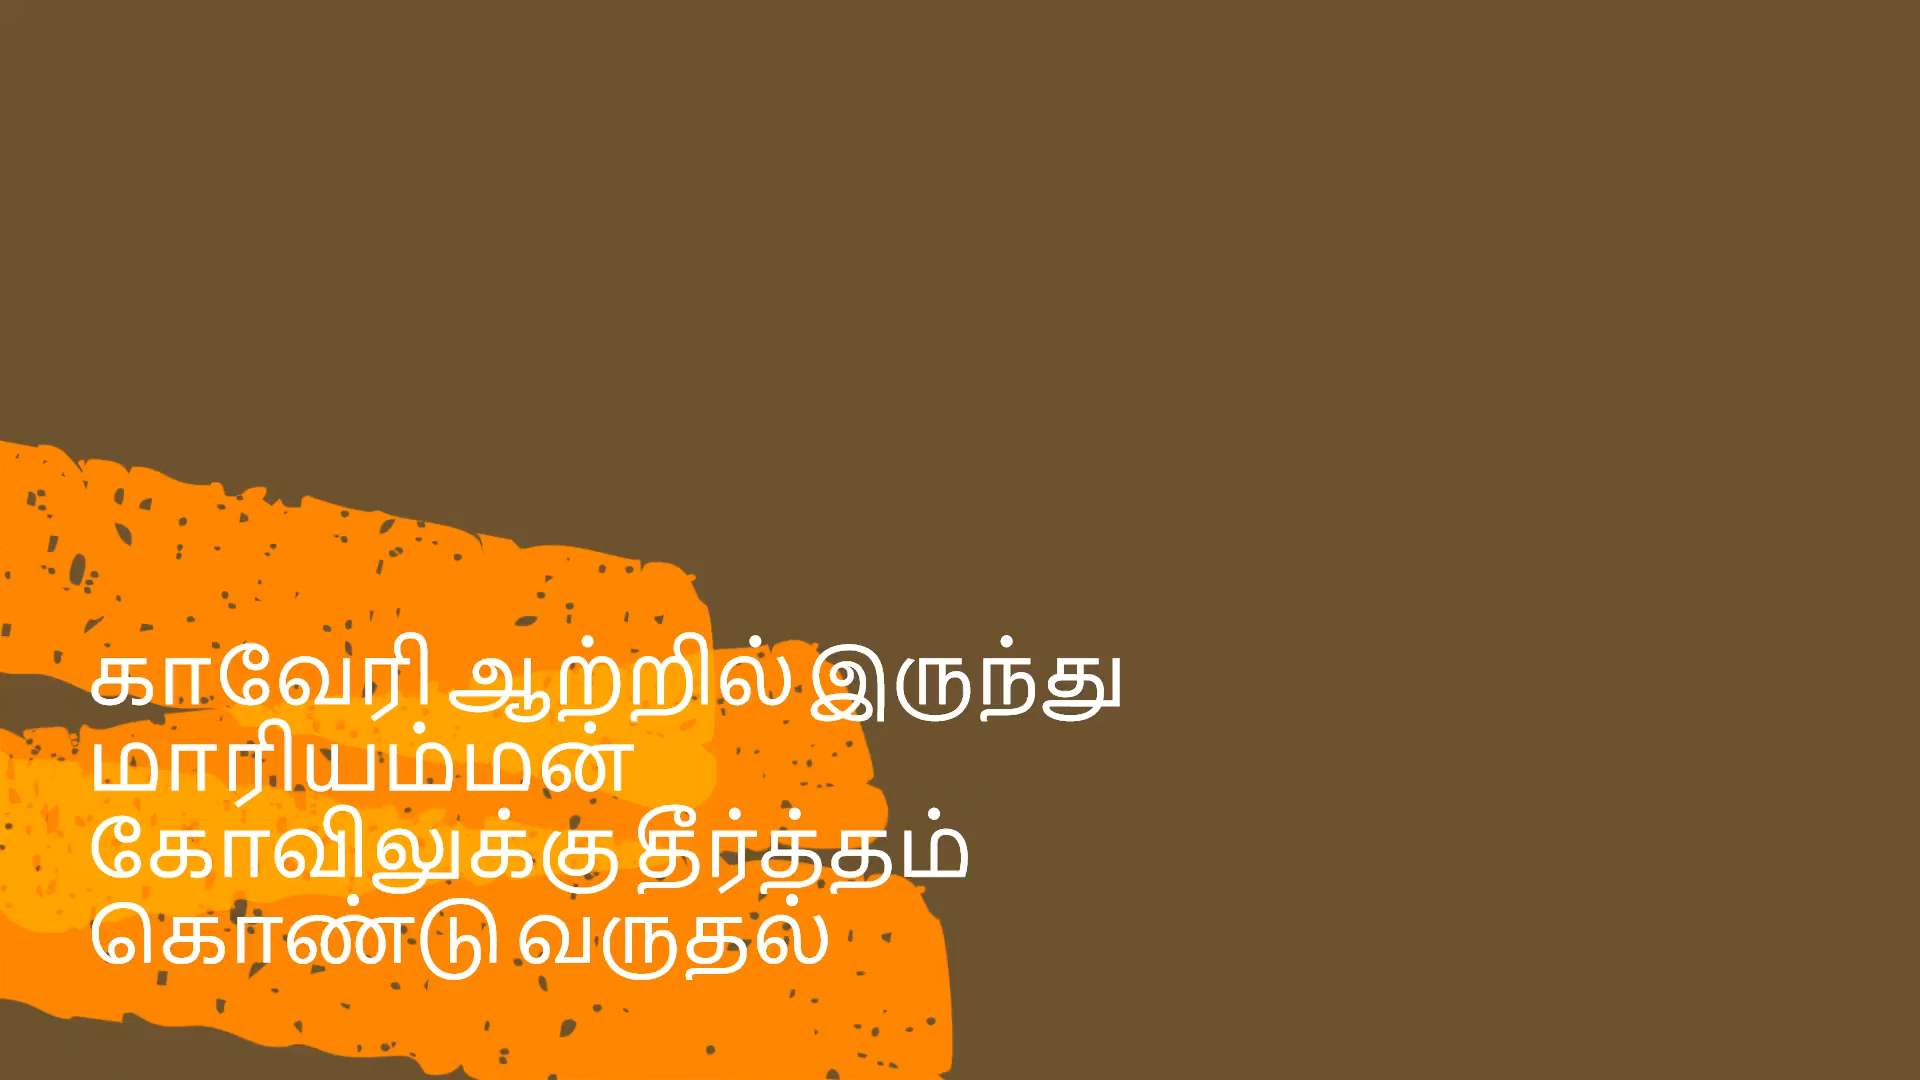 காவேரி ஆற்றில் இருந்து
மாரியம்மன்
கோவிலுக்கு தீர்த்தம்
கொண்டு வருதல்